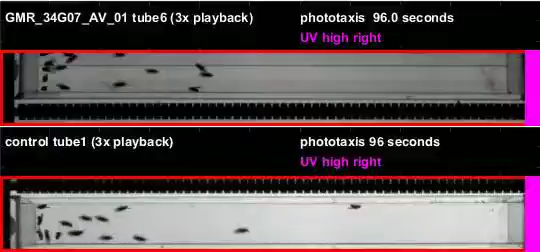 GMR_34G07_AV_01 tube6 (3x playback)
phototaxis 96.0 seconds
UV high right
control tube1 (3x playback)
phototaxis 96 seconds
UV high right